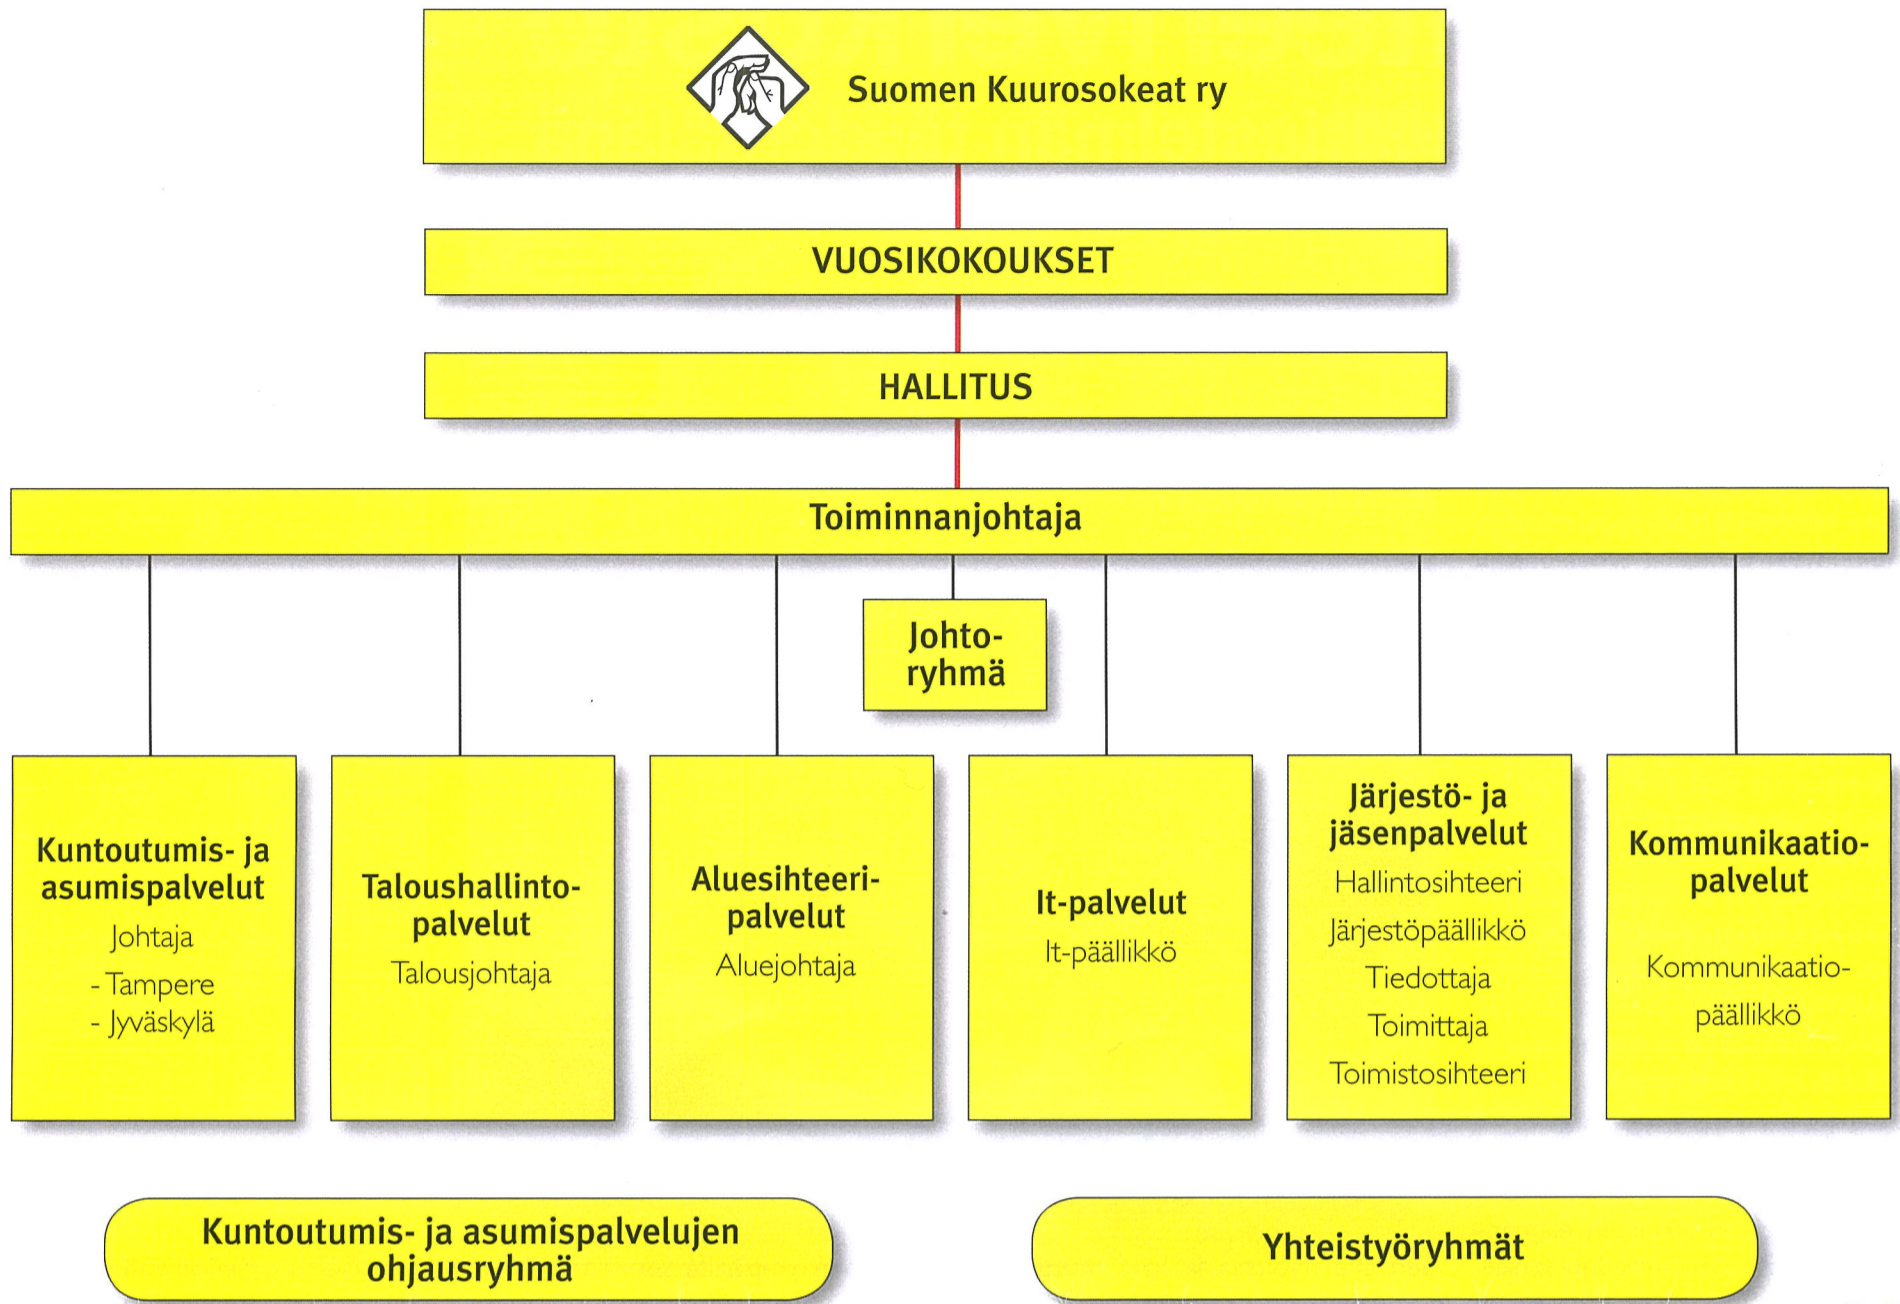 Suomen Kuurosokeat ry
VUOSIKOKOUKSET
HALLITUS
Toiminnanjohtaja
Johto-
ryhmä
Kuntoutumis- ja
asumispalvelut
Johtaja
- Tampere
- Jyväskylä
Taloushallinto-
palvelut
Talousjohtaja
Aluesihteeri-
palvelut
Aluejohtaja
It-palvelut
It-päällikkö
Järjestö- ja
jäsenpalvelut
Hallintosihteeri
Järjestöpäällikkö
Tiedottaja
Toimittaja
Toimistosihteeri
Kommunikaatio-
palvelut
Kommunikaatio-
päällikkö
Kuntoutumis- ja asumispalvelujen
ohjausryhmä
Yhteistyöryhmät